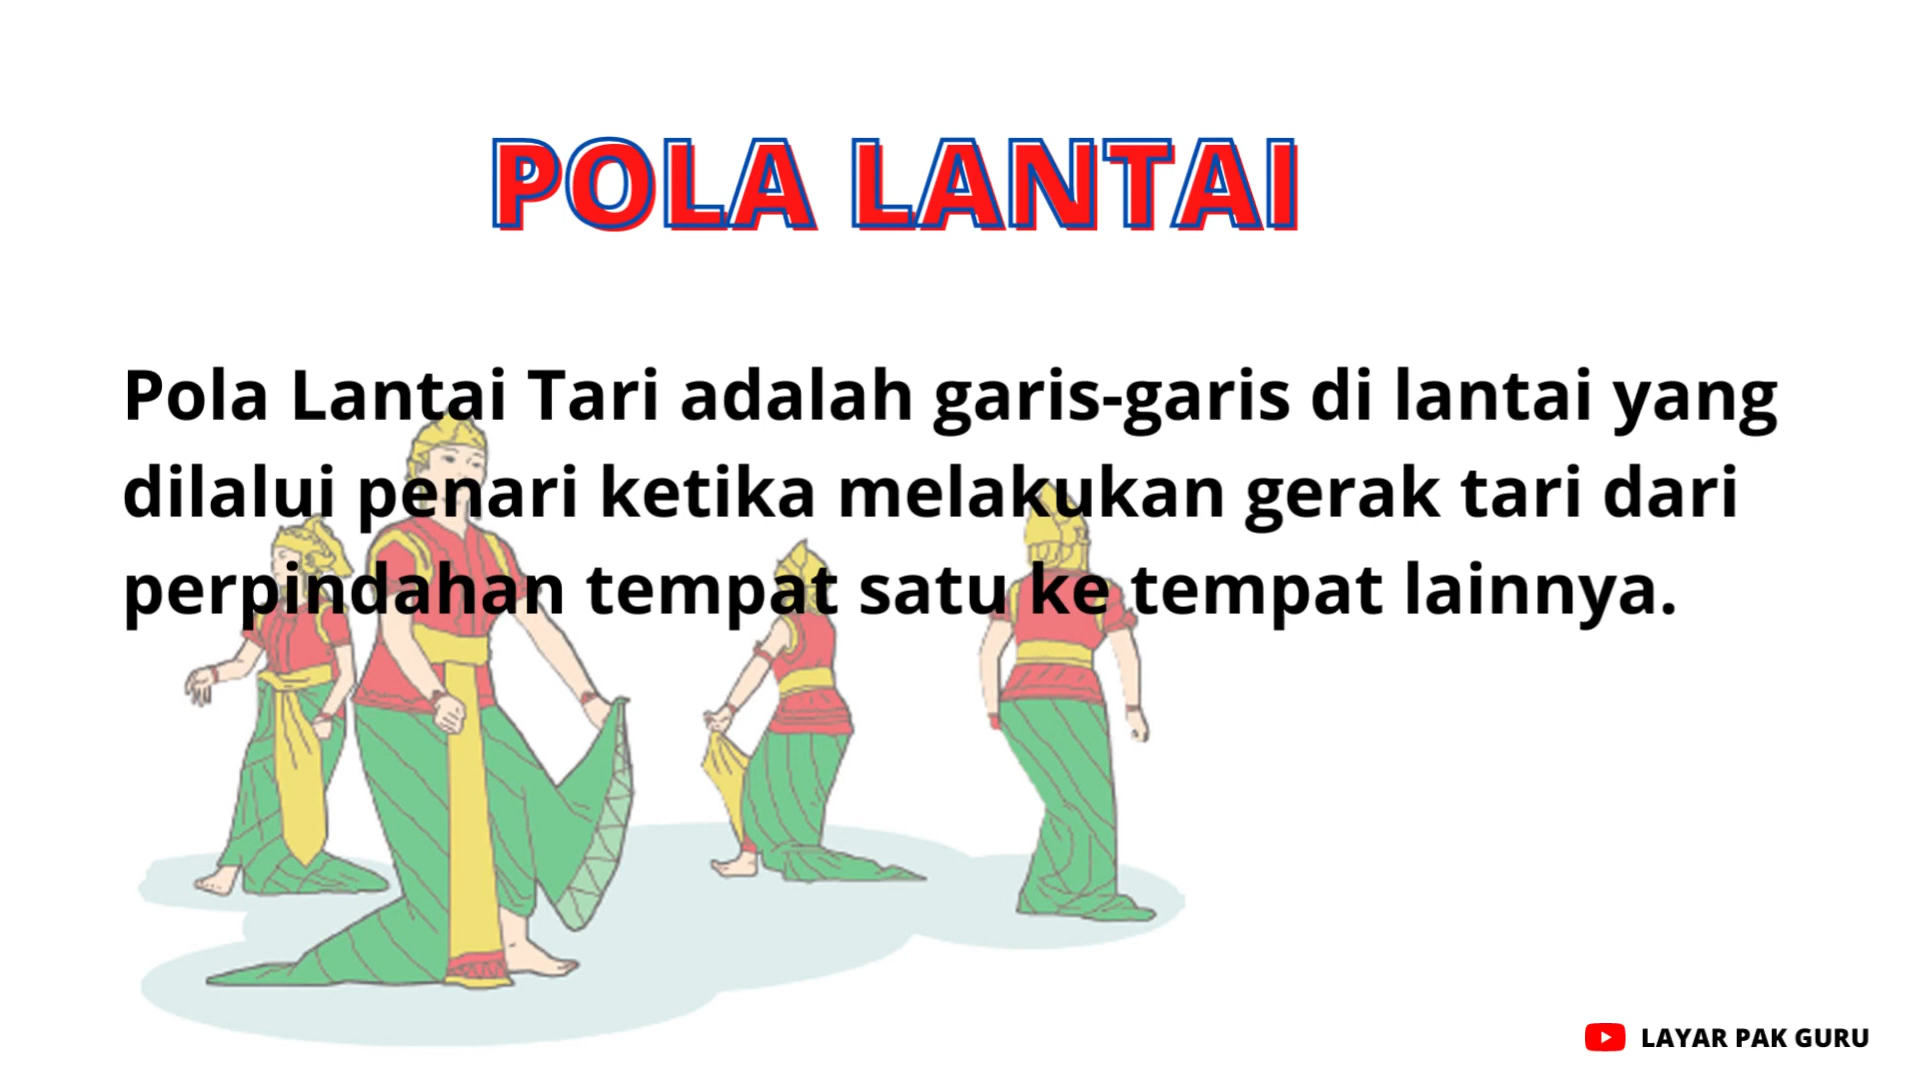 POLA LANTAI
Pola Lantai Tari adalah garis-garis di lantai yang
dilalui penari ketika melakukan gerak tari dari
perpindahan tempat satu ke tempat lainnya.
LAYAR PAK GURU